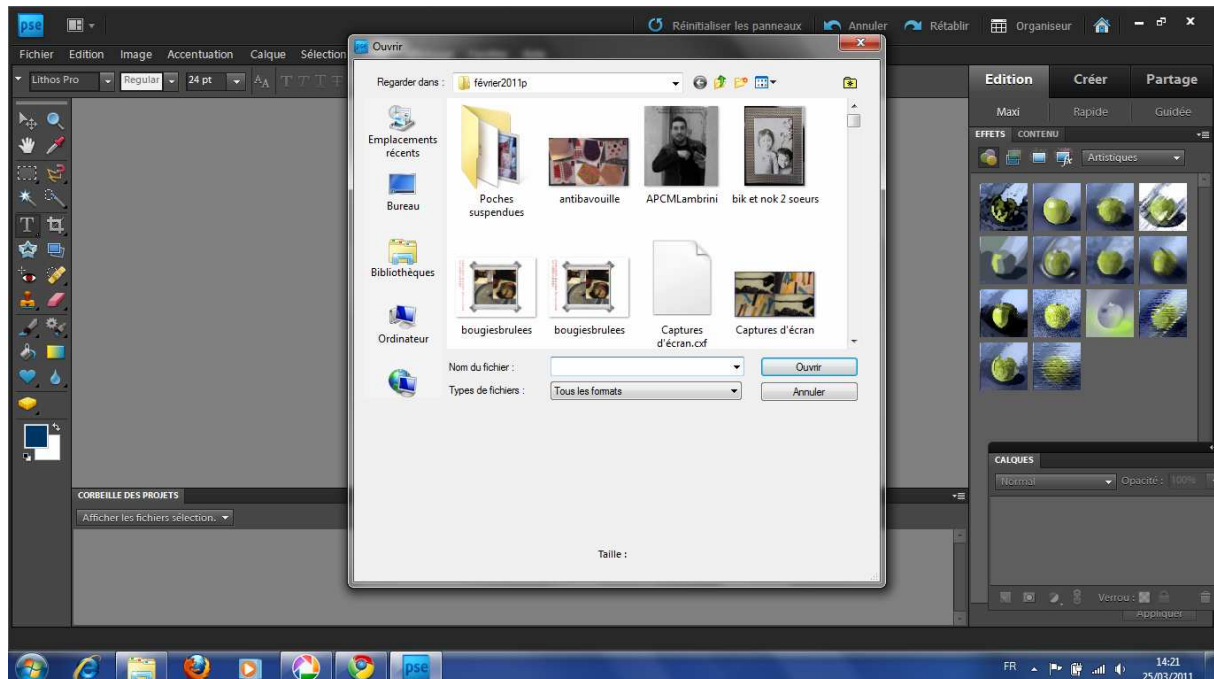 pse
Réinitialiser les panneaux
Annuler
Rétablir
Organiseur
Fichier Edition Image Accentuation Calque Sélection
Lithos Pro Regular 24 pt
Ouvrir
Regarder dans : février2011p
Emplacements récents
Bureau
Bibliothèques
Ordinateur
Poches suspendues
antibavouille
APCMLambrini
bik et nok 2 soeurs
bougiesbrulees
bougiesbrulees
Captures d'écran.cxf
Captures d'écran
Nom du fichier :
Ouvrir
Types de fichiers : Tous les formats
Annuler
Taille :
Edition Créer Partage
Maxi Rapide Guidée
EFFETS CONTENU
Artistiques
CALQUES
Normal Opacité : 100%
Verrou :
Appliquer
CORBEILLE DES PROJETS
Afficher les fichiers sélection.
pse
FR
14:21
25/03/2011